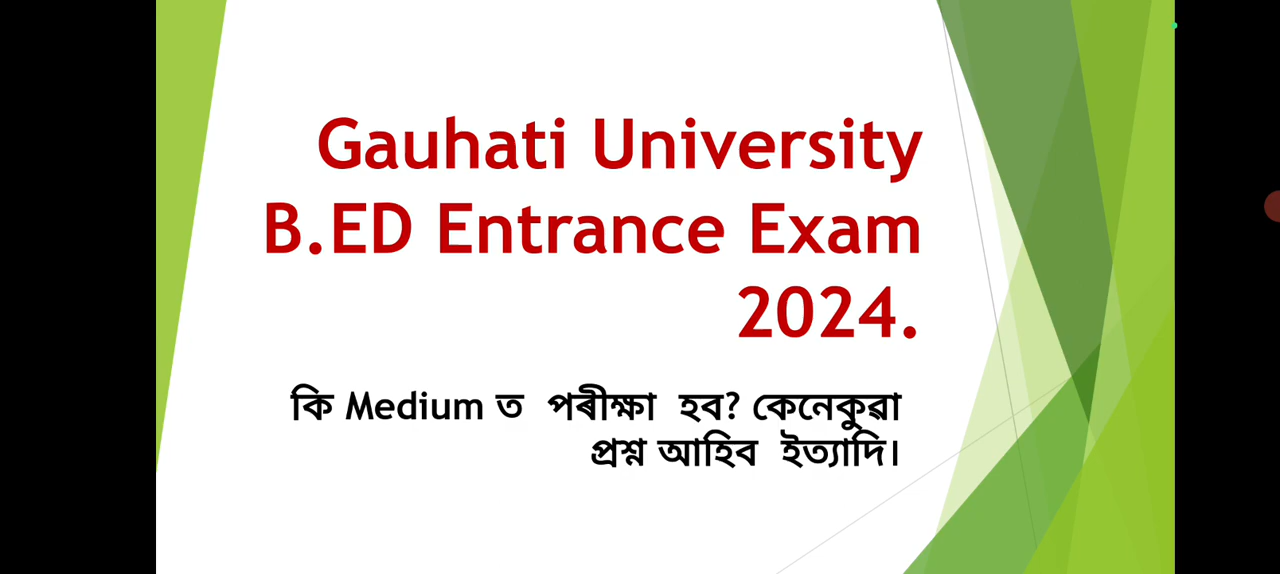 Gauhati University
B.ED Entrance Exam
2024.
কি Medium ত পৰীক্ষা হব? কেনেকুৱা
প্ৰশ্ন আহিব ইত্যাদি।